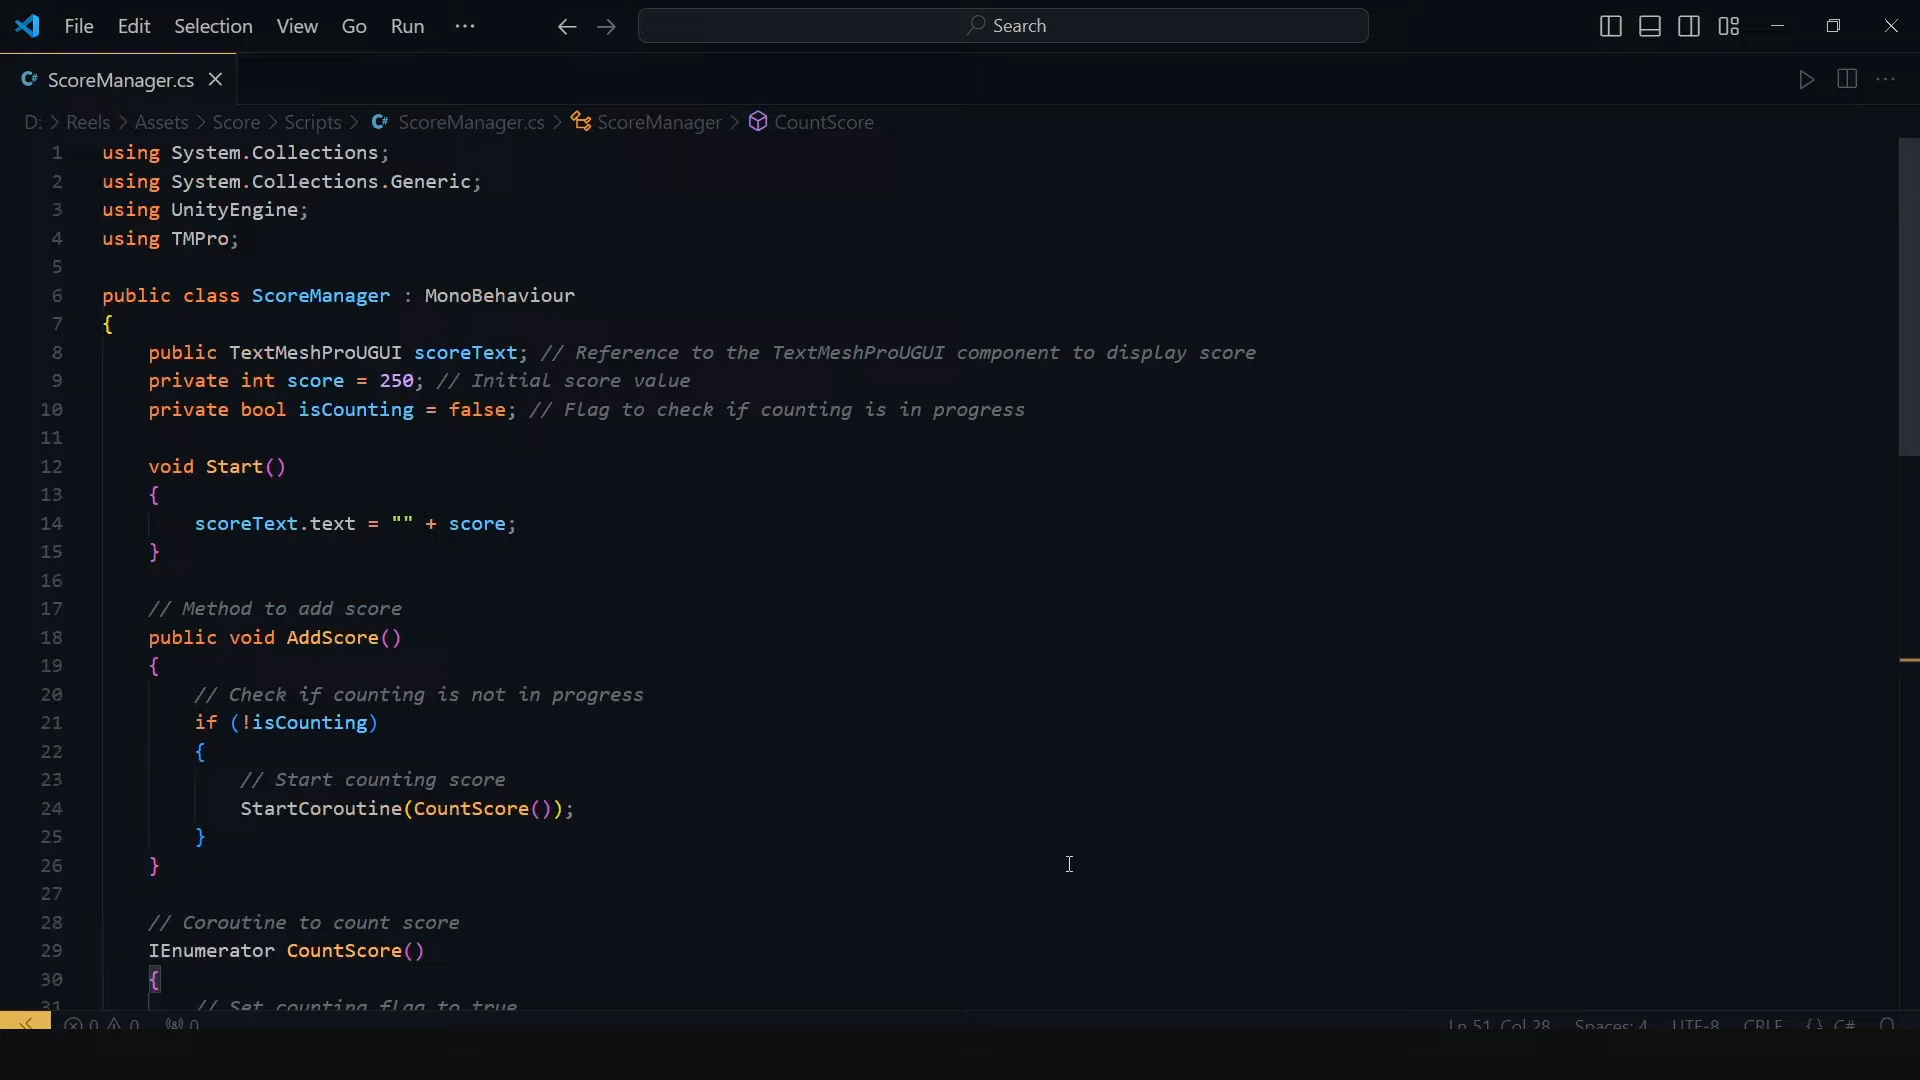 File Edit Selection View Go Run ··· Search
ScoreManager.cs
D: > Reels > Assets > Score > Scripts > ScoreManager.cs > ScoreManager > CountScore
1 using System.Collections;
2 using System.Collections.Generic;
3 using UnityEngine;
4 using TMPro;
5
6 public class ScoreManager : MonoBehaviour
7 {
8 public TextMeshProUGUI scoreText; // Reference to the TextMeshProUGUI component to display score
9 private int score = 250; // Initial score value
10 private bool isCounting = false; // Flag to check if counting is in progress
11
12 void Start()
13 {
14 scoreText.text = "" + score;
15 }
16
17 // Method to add score
18 public void AddScore()
19 {
20 // Check if counting is not in progress
21 if (!isCounting)
22 {
23 // Start counting score
24 StartCoroutine(CountScore());
25 }
26 }
27
28 // Coroutine to count score
29 IEnumerator CountScore()
30 {
31 // Set counting flag to true
0 0 0 Ln 51, Col 28 Spaces: 4 UTF-8 CRLF {} C#